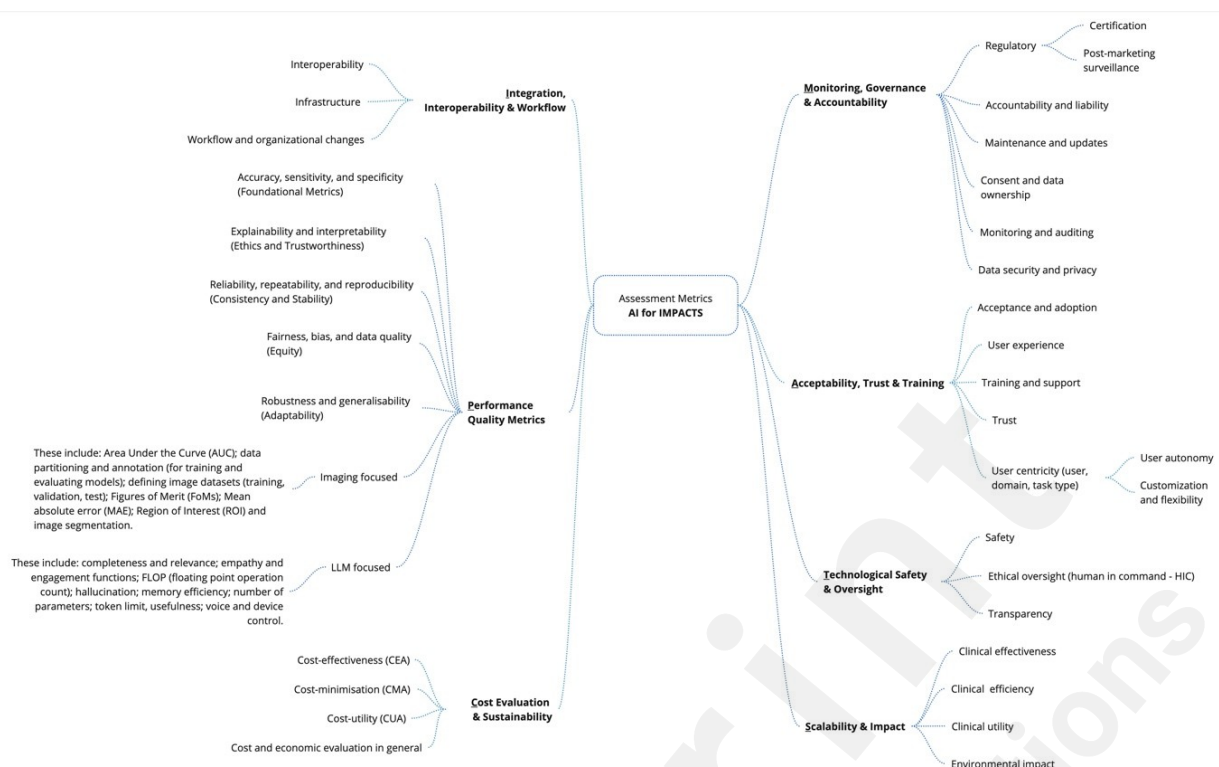 Interoperability
Infrastructure
Workflow and organizational changes
Integration,
Interoperability & Workflow
Accuracy, sensitivity, and specificity
(Foundational Metrics)
Explainability and interpretability
(Ethics and Trustworthiness)
Reliability, repeatability, and reproducibility
(Consistency and Stability)
Fairness, bias, and data quality
(Equity)
Robustness and generalisability
(Adaptability)
Performance
Quality Metrics
These include: Area Under the Curve (AUC); data
partitioning and annotation (for training and
evaluating models); defining image datasets (training,
validation, test); Figures of Merit (FoMs); Mean
absolute error (MAE); Region of Interest (ROI) and
image segmentation.
Imaging focused
These include: completeness and relevance; empathy and
engagement functions; FLOP (floating point operation
count); hallucination; memory efficiency; number of
parameters; token limit, usefulness; voice and device
control.
LLM focused
Cost-effectiveness (CEA)
Cost-minimisation (CMA)
Cost-utility (CUA)
Cost and economic evaluation in general
Cost Evaluation
& Sustainability
Assessment Metrics
AI for IMPACTS
Monitoring, Governance
& Accountability
Regulatory
Certification
Post-marketing
surveillance
Accountability and liability
Maintenance and updates
Consent and data
ownership
Monitoring and auditing
Data security and privacy
Acceptability, Trust & Training
Acceptance and adoption
User experience
Training and support
Trust
User centricity (user,
domain, task type)
User autonomy
Customization
and flexibility
Technological Safety
& Oversight
Safety
Ethical oversight (human in command - HIC)
Transparency
Scalability & Impact
Clinical effectiveness
Clinical efficiency
Clinical utility
Environmental impact